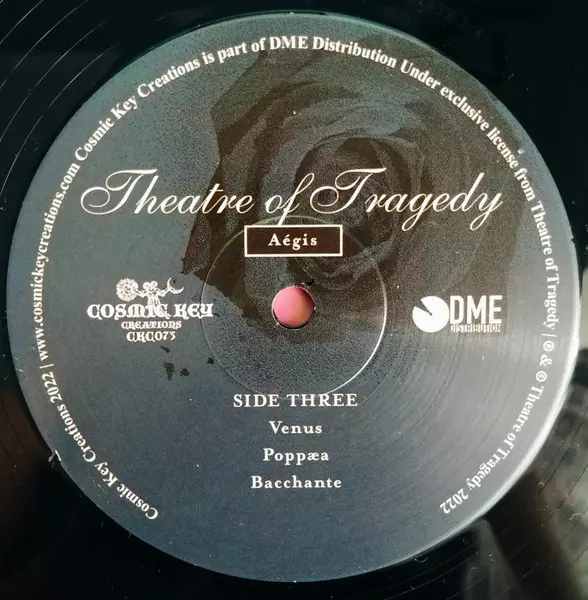 Cosmic Key Creations 2022 | www.cosmickeycreations.com Cosmic Key Creations is part of DME Distribution Under exclusive license from Theatre of Tragedy | ℗ & © Theatre of Tragedy 2022
Theatre of Tragedy
Aégis
COSMIC KEY
CREATIONS
CKC073
DME
DISTRIBUTION
SIDE THREE
Venus
Poppæa
Bacchante